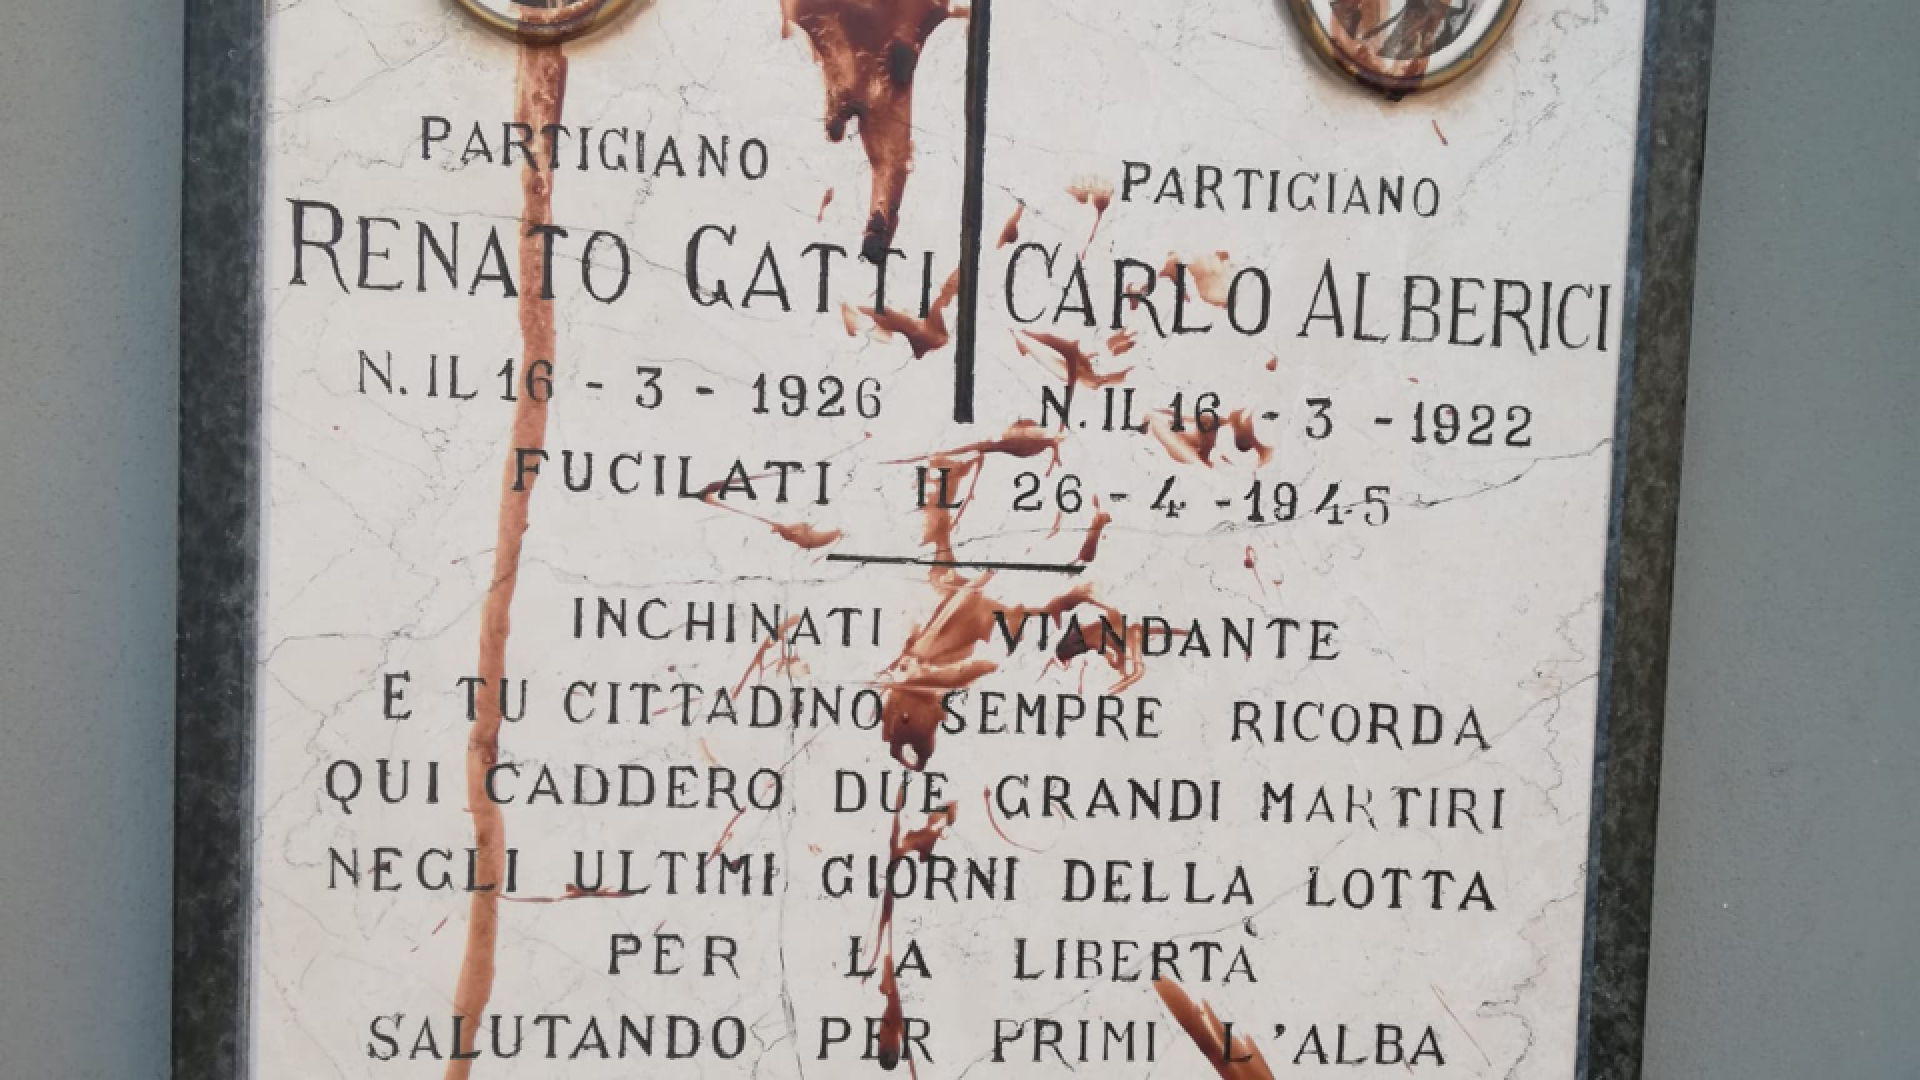 PARTIGIANO
RENATO GATTI
N. IL 16 - 3 - 1926
PARTIGIANO
CARLO ALBERICI
N. IL 16 - 3 - 1922
FUCILATI IL 26 - 4 - 1945
INCHINATI VIANDANTE
E TU CITTADINO SEMPRE RICORDA
QUI CADDERO DUE GRANDI MARTIRI
NEGLI ULTIMI GIORNI DELLA LOTTA
PER LA LIBERTÀ
SALUTANDO PER PRIMI L'ALBA